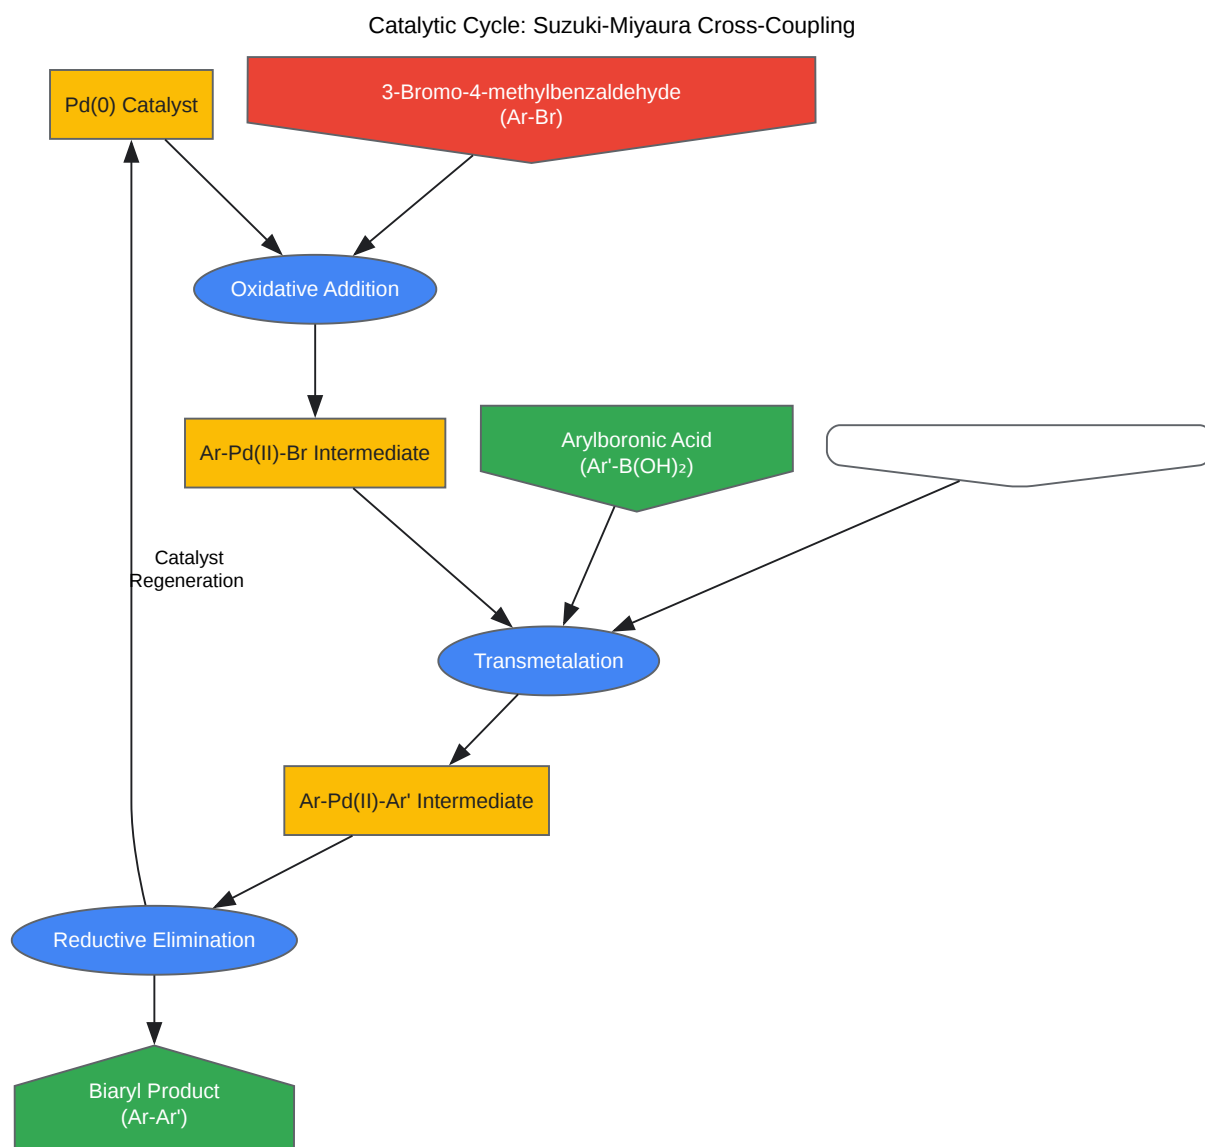 Catalytic Cycle: Suzuki-Miyaura Cross-Coupling
Pd(0) Catalyst
3-Bromo-4-methylbenzaldehyde
(Ar-Br)
Oxidative Addition
Ar-Pd(II)-Br Intermediate
Arylboronic Acid
(Ar'-B(OH)₂)
Catalyst
Regeneration
Transmetalation
Ar-Pd(II)-Ar' Intermediate
Reductive Elimination
Biaryl Product
(Ar-Ar')